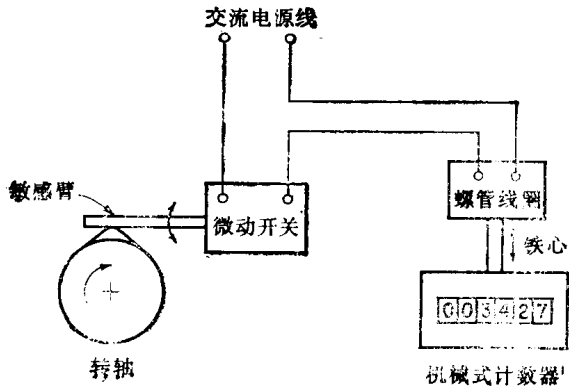 交流电源线
敏感臂
微动开关
螺管线圈
铁心
003427
转轴
机械式计数器